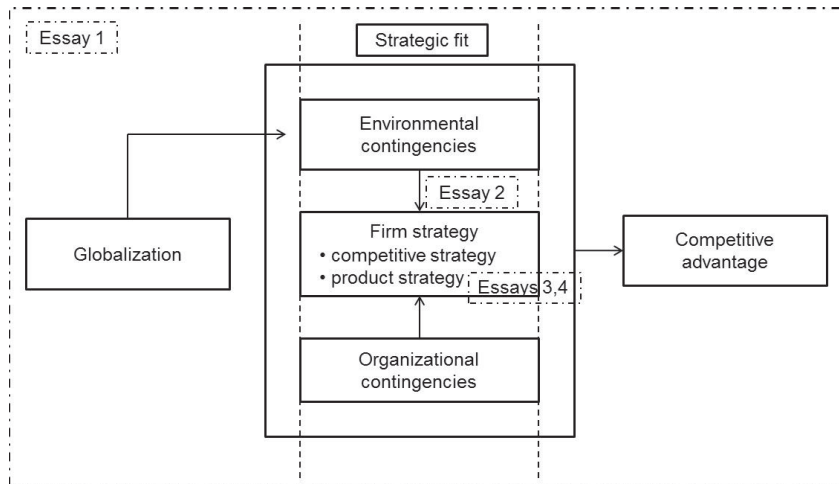 Essay 1
Strategic fit
Environmental
contingencies
Essay 2
Globalization
Firm strategy
• competitive strategy
• product strategy
Essays 3,4
Competitive
advantage
Organizational
contingencies